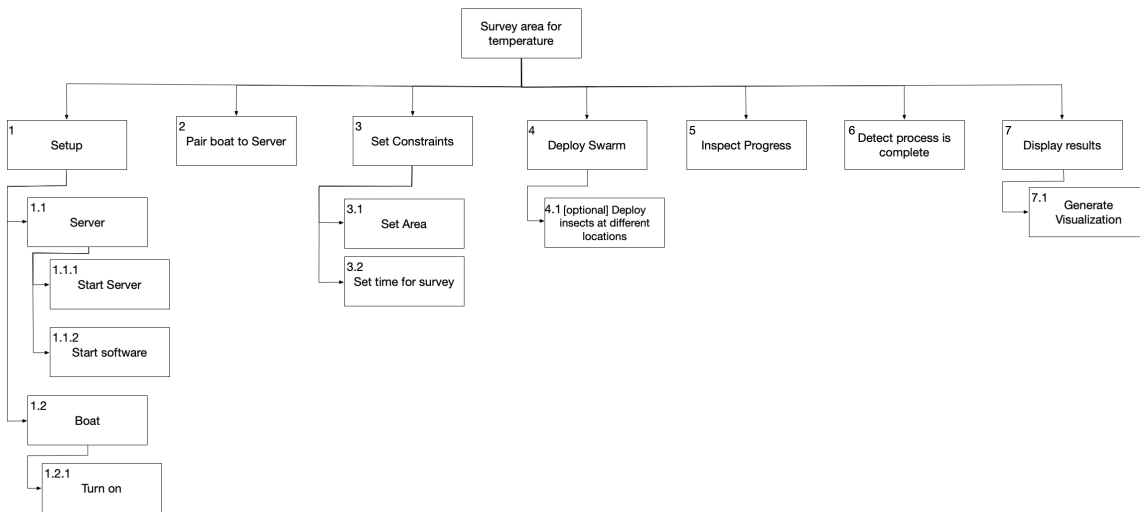 Survey area for
temperature
1
Setup
2
Pair boat to Server
3
Set Constraints
4
Deploy Swarm
5
Inspect Progress
6 Detect process is
complete
7
Display results
1.1
Server
1.1.1
Start Server
1.1.2
Start software
1.2
Boat
1.2.1
Turn on
3.1
Set Area
3.2
Set time for survey
4.1 [optional] Deploy
insects at different
locations
7.1
Generate
Visualization